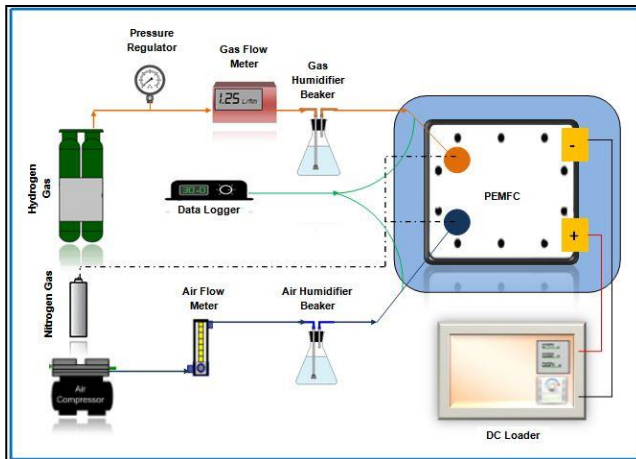 Pressure
Regulator
Gas Flow
Meter
Gas
Humidifier
Beaker
1.25 L/min
Hydrogen
Gas
30.0
Data Logger
PEMFC
-
+
Nitrogen Gas
Air Flow
Meter
Air Humidifier
Beaker
Air
Compressor
DC Loader